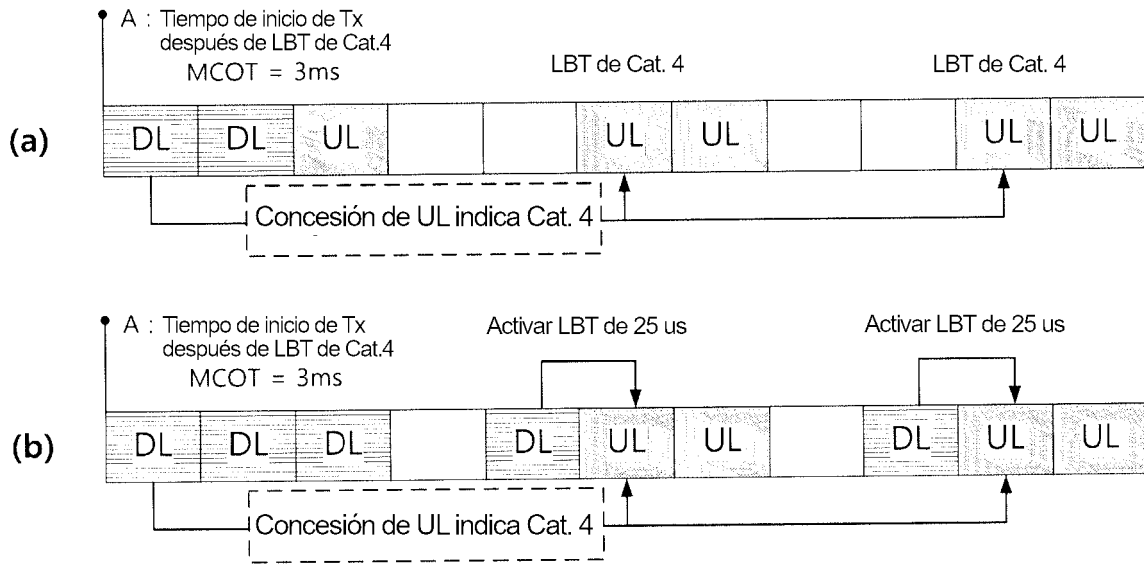 A : Tiempo de inicio de Tx
después de LBT de Cat.4
MCOT = 3ms
LBT de Cat. 4
LBT de Cat. 4
(a)
DL DL UL UL UL UL UL
Concesión de UL indica Cat. 4
A : Tiempo de inicio de Tx
después de LBT de Cat.4
MCOT = 3ms
Activar LBT de 25 us
Activar LBT de 25 us
(b)
DL DL DL DL UL UL DL UL UL
Concesión de UL indica Cat. 4